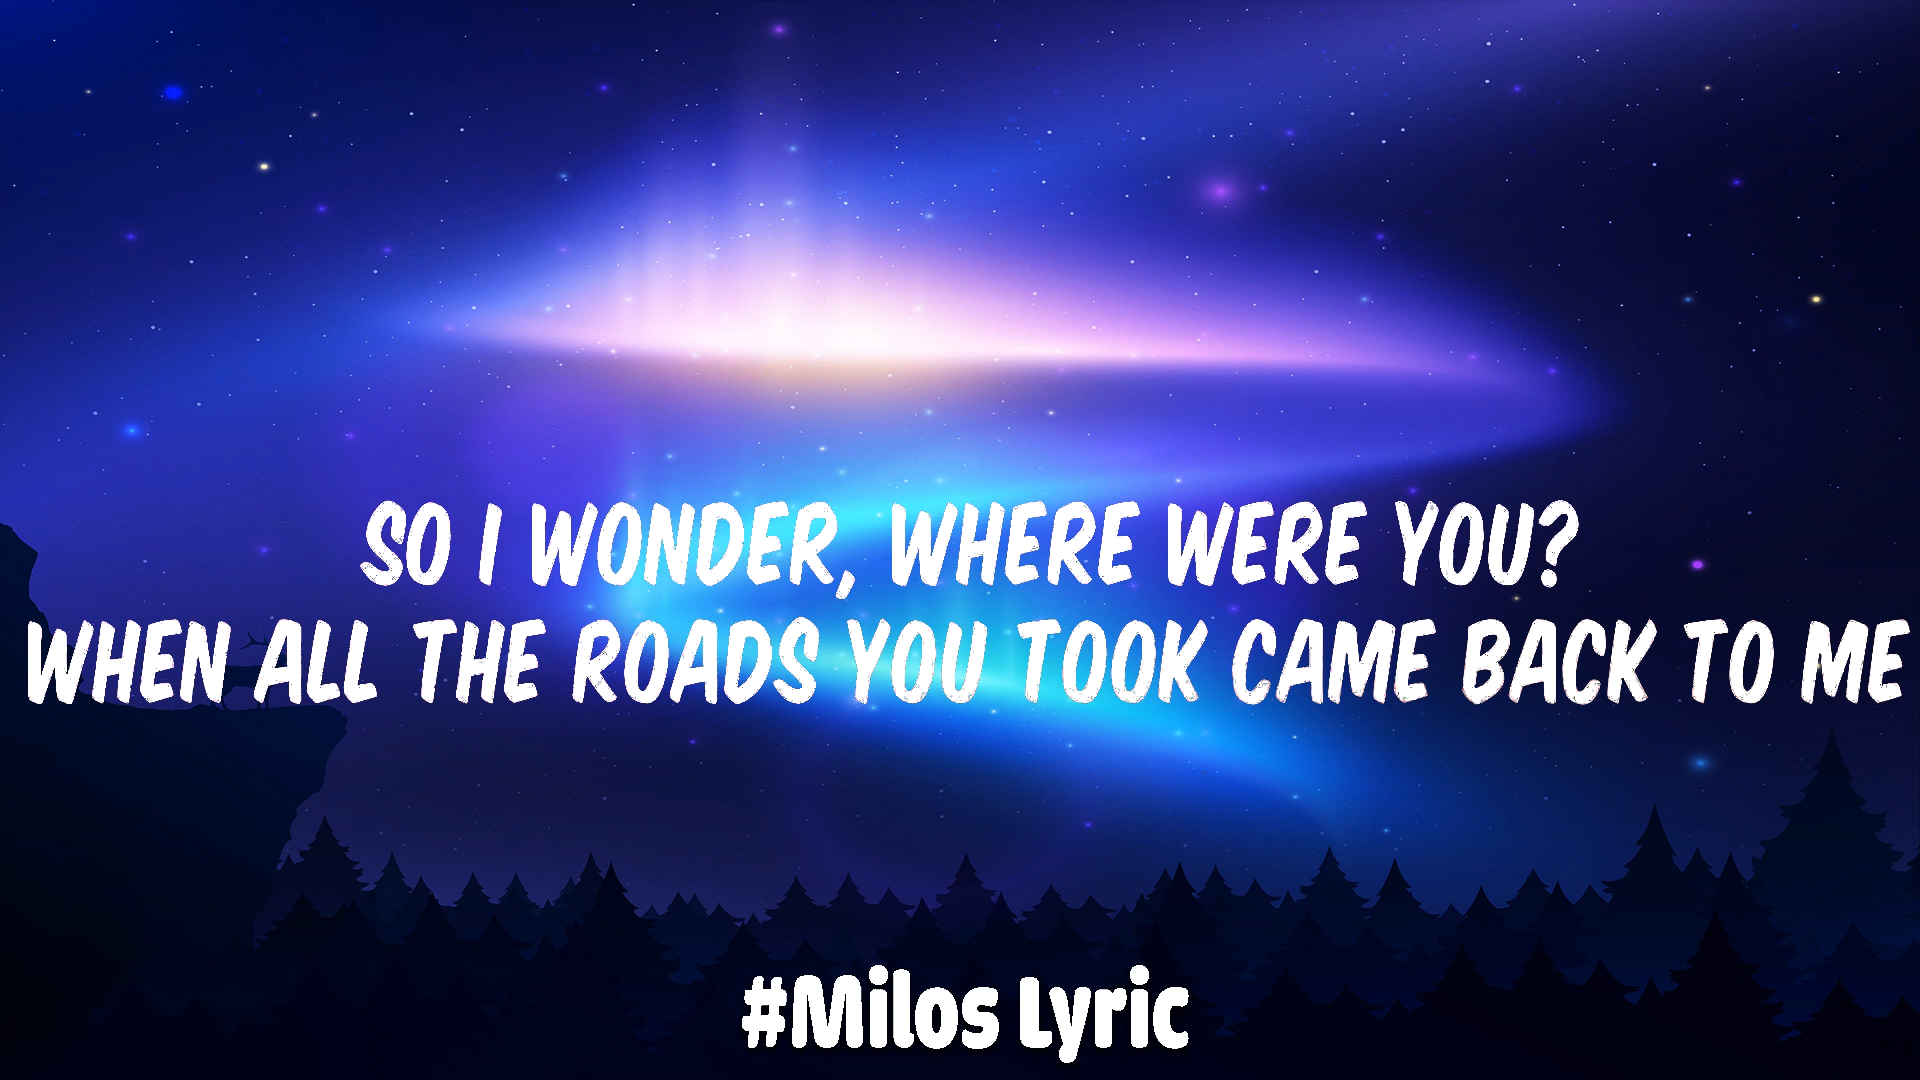 SO I WONDER, WHERE WERE YOU?
WHEN ALL THE ROADS YOU TOOK CAME BACK TO ME
#Milos Lyric